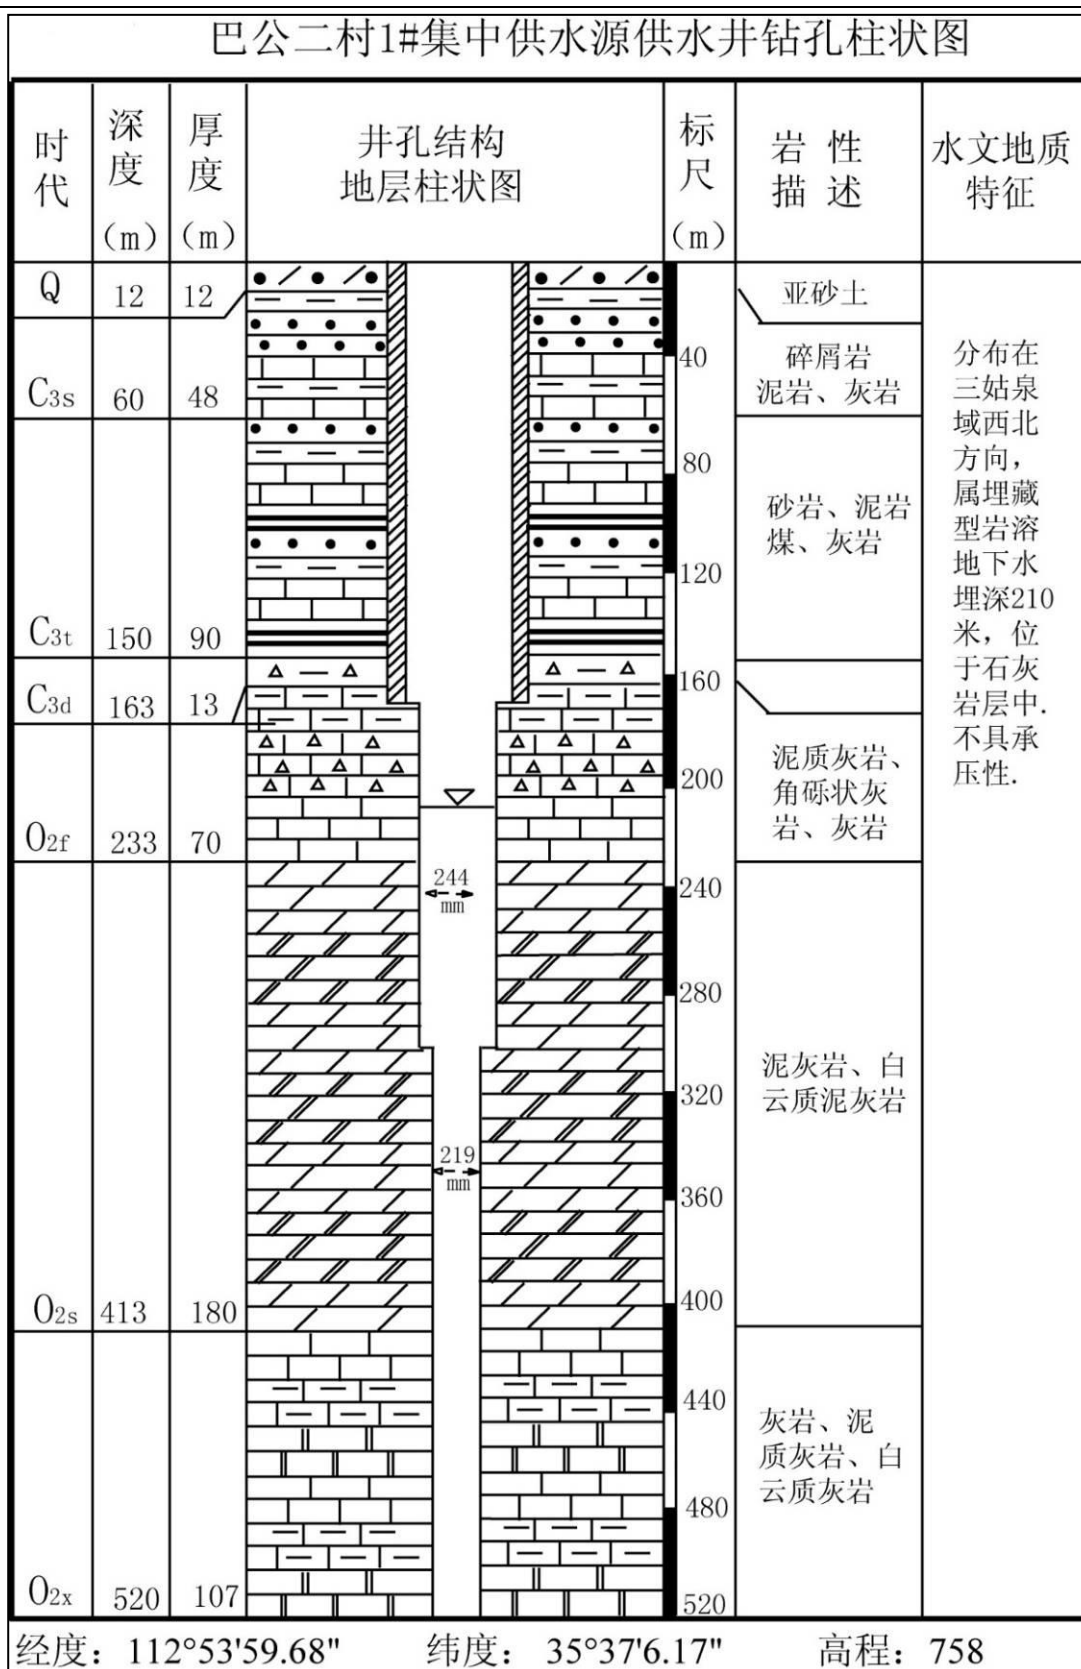 巴公二村1#集中供水源供水井钻孔柱状图
时代
深度
(m)
厚度
(m)
井孔结构
地层柱状图
标尺
(m)
岩 性
描 述
水文地质
特征
Q
12
12
亚砂土
C3s
60
48
碎屑岩
泥岩、灰岩
C3t
150
90
砂岩、泥岩
煤、灰岩
C3d
163
13
O2f
233
70
泥质灰岩、
角砾状灰
岩、灰岩
O2s
413
180
泥灰岩、白
云质泥灰岩
O2x
520
107
灰岩、泥
质灰岩、白
云质灰岩
244
mm
219
mm
40
80
120
160
200
240
280
320
360
400
440
480
520
分布在
三姑泉
域西北
方向，
属埋藏
型岩溶
地下水
埋深210
米，位
于石灰
岩层中.
不具承
压性.
经度：112°53'59.68" 纬度：35°37'6.17" 高程：758